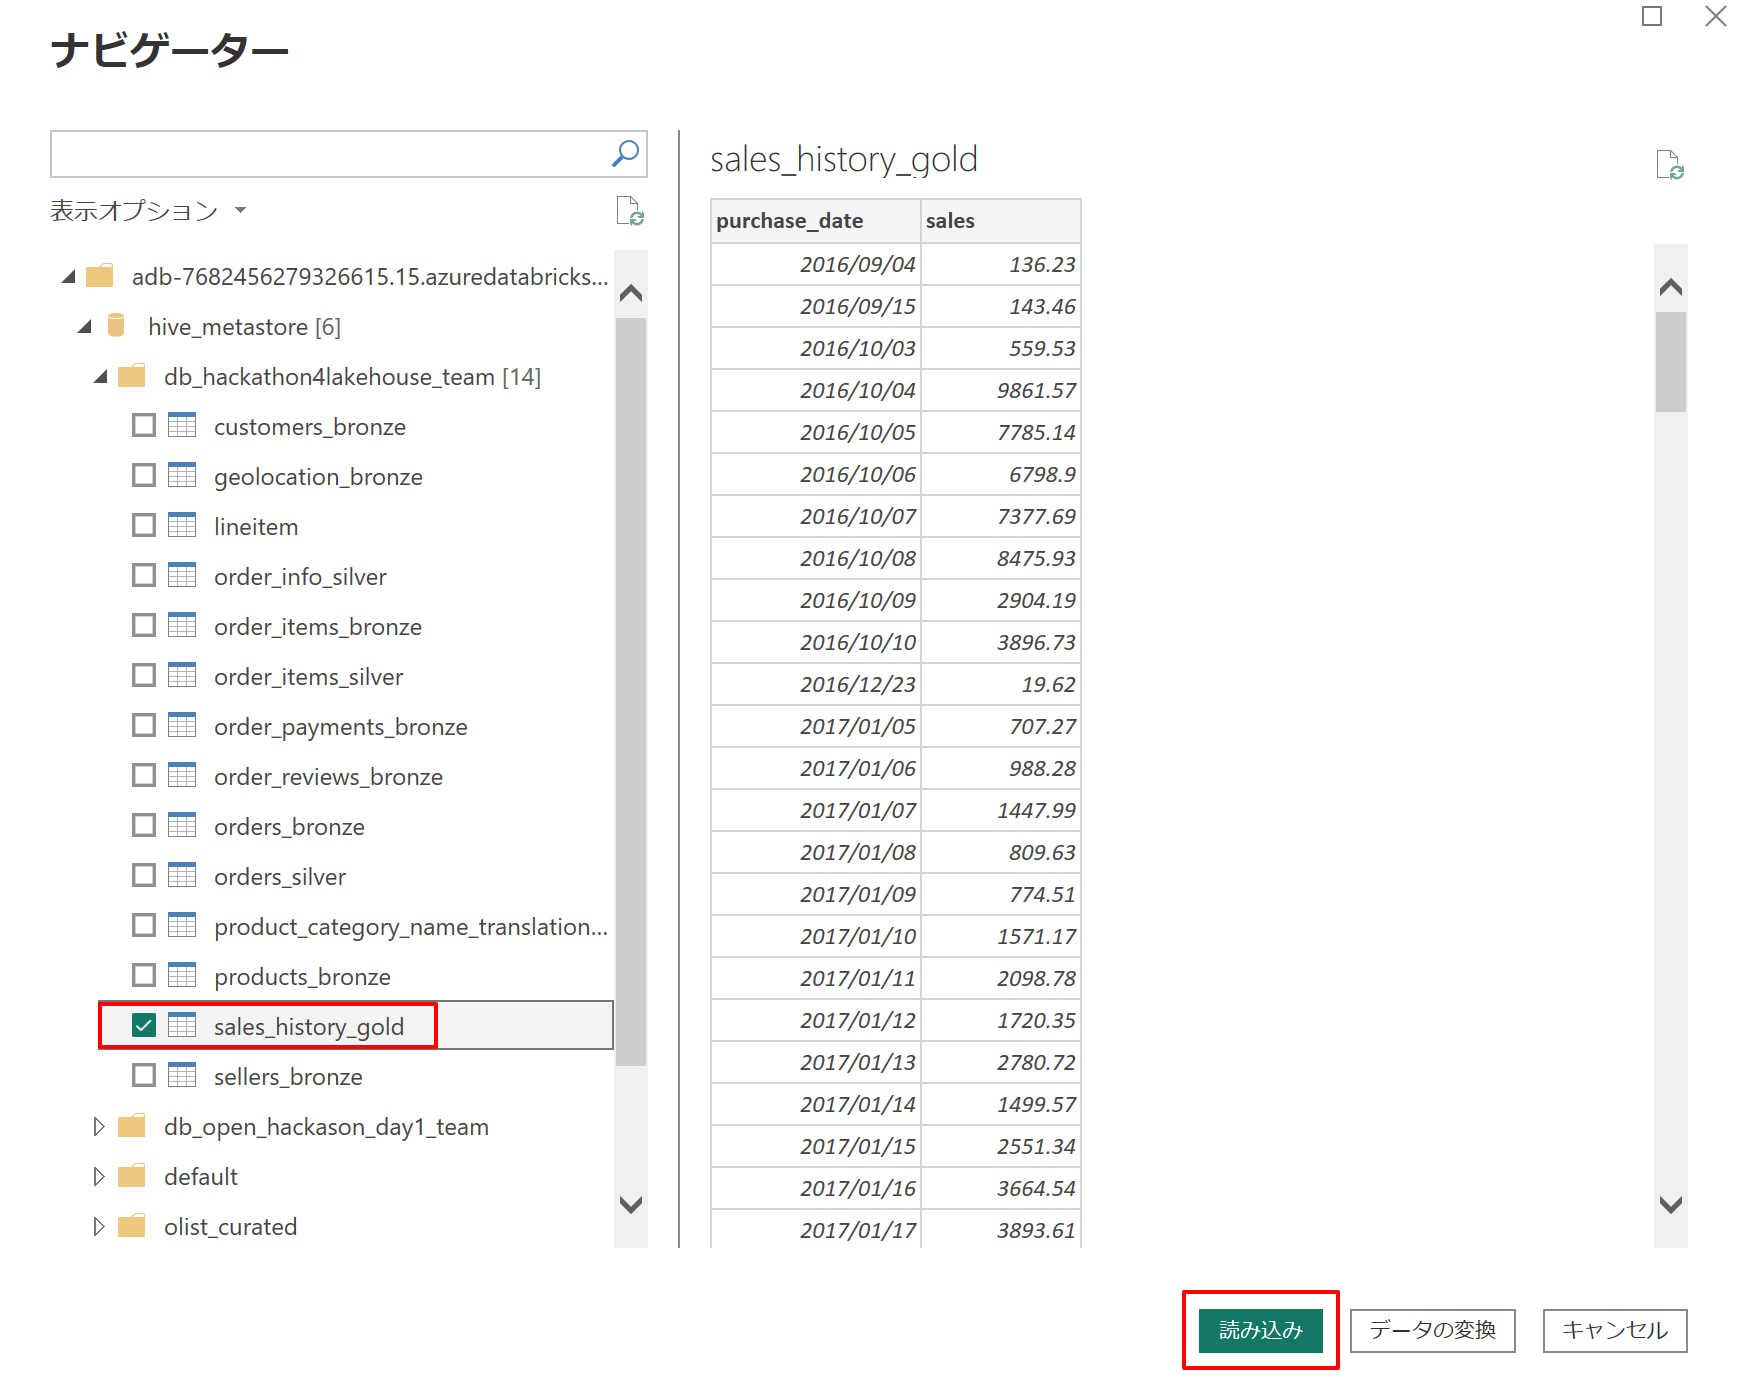 ナビゲーター
表示オプション
adb-7682456279326615.15.azuredatabricks...
hive_metastore [6]
db_hackathon4lakehouse_team [14]
customers_bronze
geolocation_bronze
lineitem
order_info_silver
order_items_bronze
order_items_silver
order_payments_bronze
order_reviews_bronze
orders_bronze
orders_silver
product_category_name_translation...
products_bronze
sales_history_gold
sellers_bronze
db_open_hackason_day1_team
default
olist_curated
sales_history_gold
purchase_date sales
2016/09/04 136.23
2016/09/15 143.46
2016/10/03 559.53
2016/10/04 9861.57
2016/10/05 7785.14
2016/10/06 6798.9
2016/10/07 7377.69
2016/10/08 8475.93
2016/10/09 2904.19
2016/10/10 3896.73
2016/12/23 19.62
2017/01/05 707.27
2017/01/06 988.28
2017/01/07 1447.99
2017/01/08 809.63
2017/01/09 774.51
2017/01/10 1571.17
2017/01/11 2098.78
2017/01/12 1720.35
2017/01/13 2780.72
2017/01/14 1499.57
2017/01/15 2551.34
2017/01/16 3664.54
2017/01/17 3893.61
読み込み データの変換 キャンセル